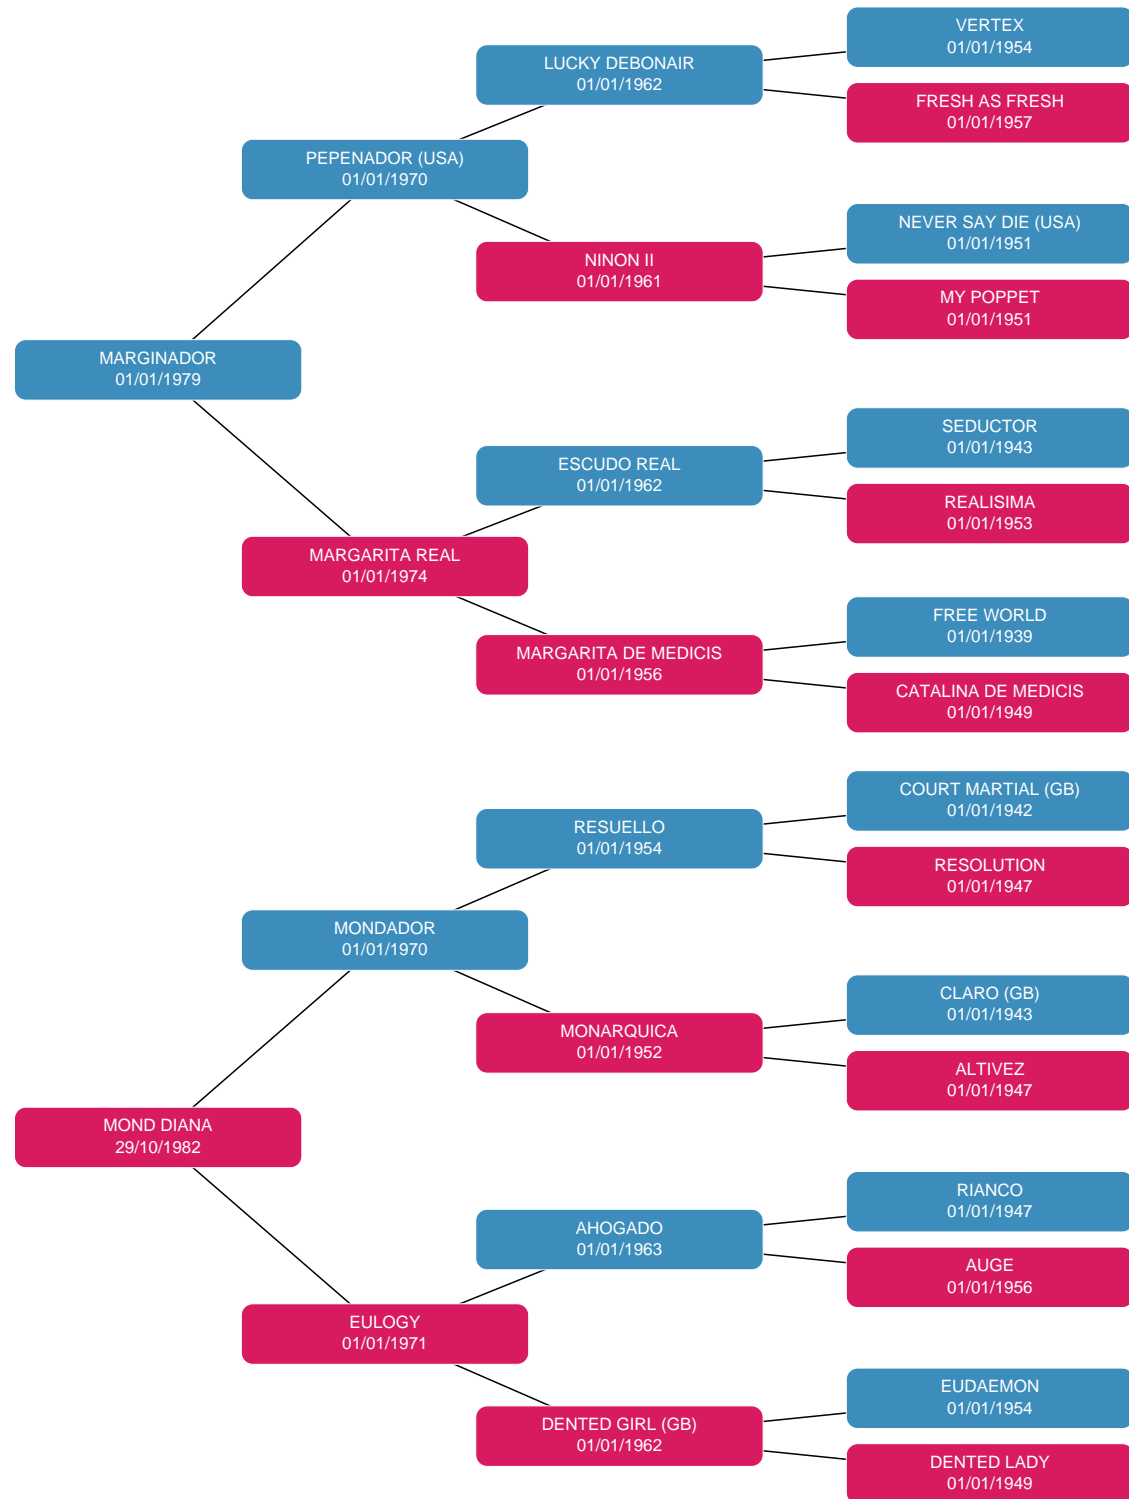 VERTEX
01/01/1954
LUCKY DEBONAIR
01/01/1962
FRESH AS FRESH
01/01/1957
PEPENADOR (USA)
01/01/1970
NEVER SAY DIE (USA)
01/01/1951
NINON II
01/01/1961
MY POPPET
01/01/1951
MARGINADOR
01/01/1979
SEDUCTOR
01/01/1943
ESCUDO REAL
01/01/1962
REALISIMA
01/01/1953
MARGARITA REAL
01/01/1974
FREE WORLD
01/01/1939
MARGARITA DE MEDICIS
01/01/1956
CATALINA DE MEDICIS
01/01/1949
COURT MARTIAL (GB)
01/01/1942
RESUELLO
01/01/1954
RESOLUTION
01/01/1947
MONDADOR
01/01/1970
CLARO (GB)
01/01/1943
MONARQUICA
01/01/1952
ALTIVEZ
01/01/1947
MOND DIANA
29/10/1982
RIANCO
01/01/1947
AHOGADO
01/01/1963
AUGE
01/01/1956
EULOGY
01/01/1971
EUDAEMON
01/01/1954
DENTED GIRL (GB)
01/01/1962
DENTED LADY
01/01/1949